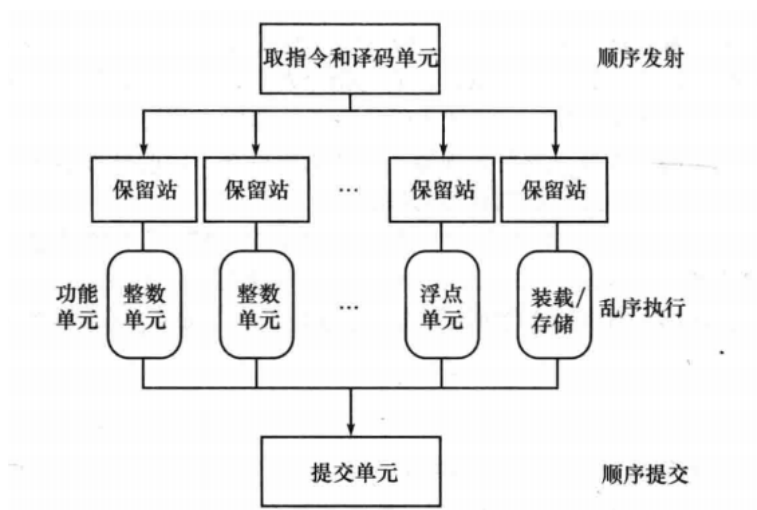 取指令和译码单元
顺序发射
保留站
保留站
…
保留站
保留站
功能
单元
整数
单元
整数
单元
…
浮点
单元
装载/
存储
乱序执行
提交单元
顺序提交